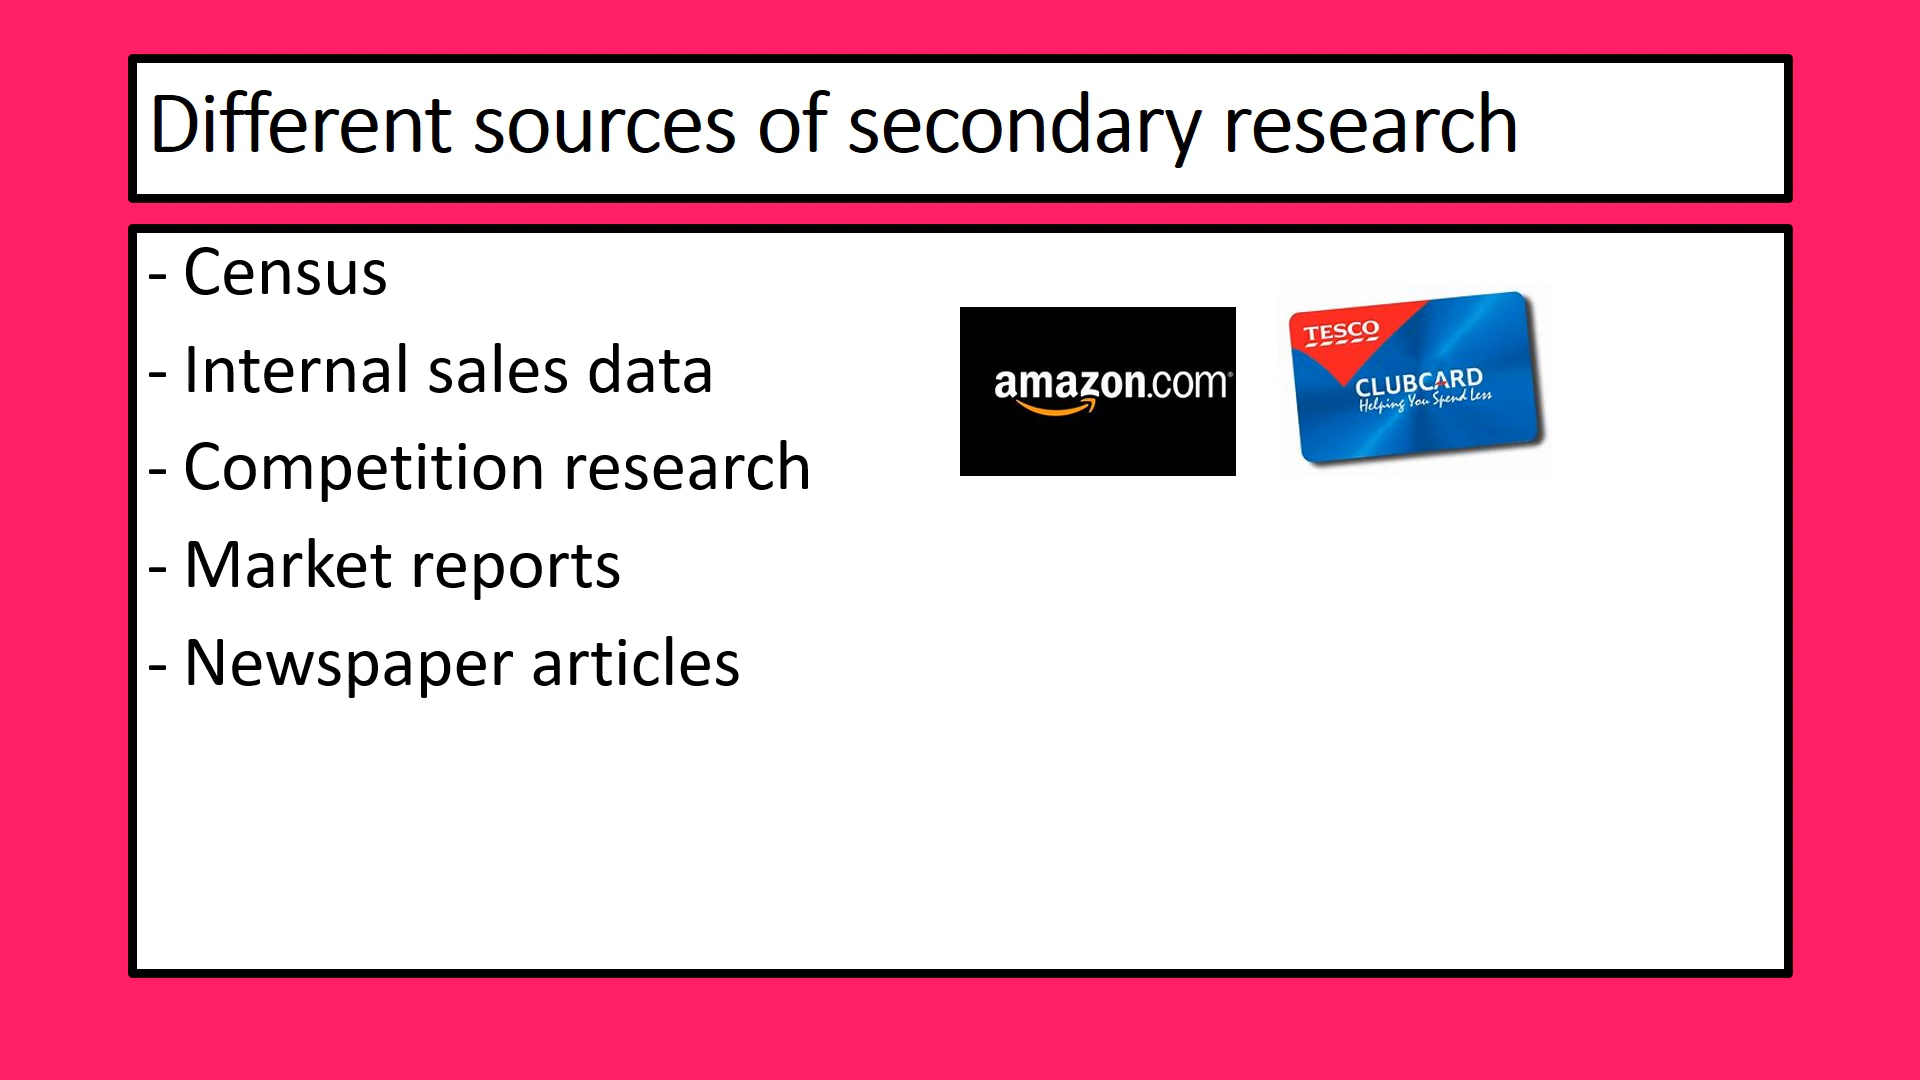 Different sources of secondary research
- Census
- Internal sales data
- Competition research
- Market reports
- Newspaper articles
amazon.com®
TESCO
CLUBCARD
Helping You Spend Less